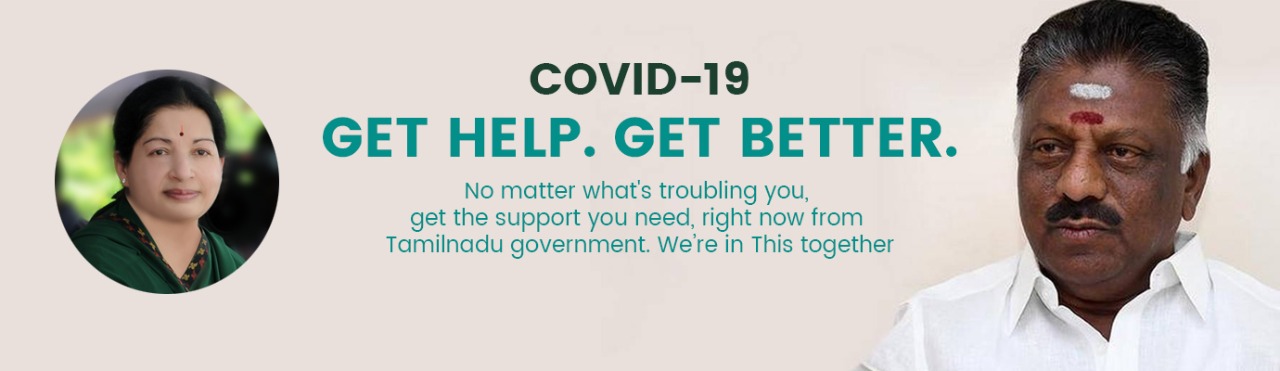 COVID-19
GET HELP. GET BETTER.
No matter what's troubling you,
get the support you need, right now from
Tamilnadu government. We're in This together